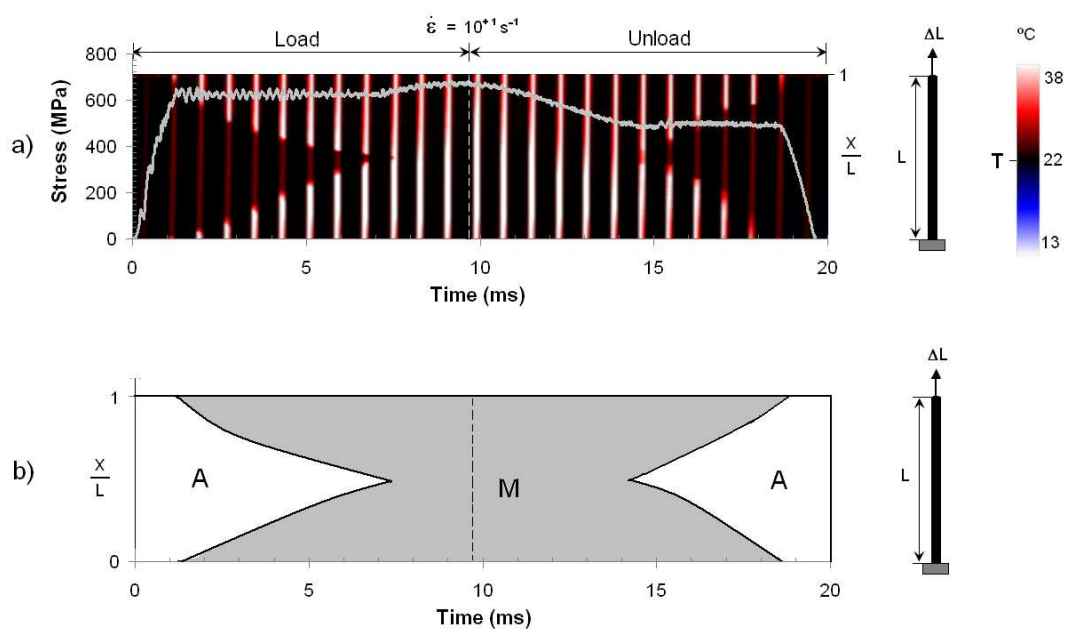 ε̇ = 10⁺¹ s⁻¹
Load
Unload
a)
Stress (MPa)
800
600
400
200
0
0
5
10
15
20
Time (ms)
1
X
L
0
ΔL
L
ºC
38
T
22
13
b)
1
X
L
0
A
M
A
0
5
10
15
20
Time (ms)
ΔL
L